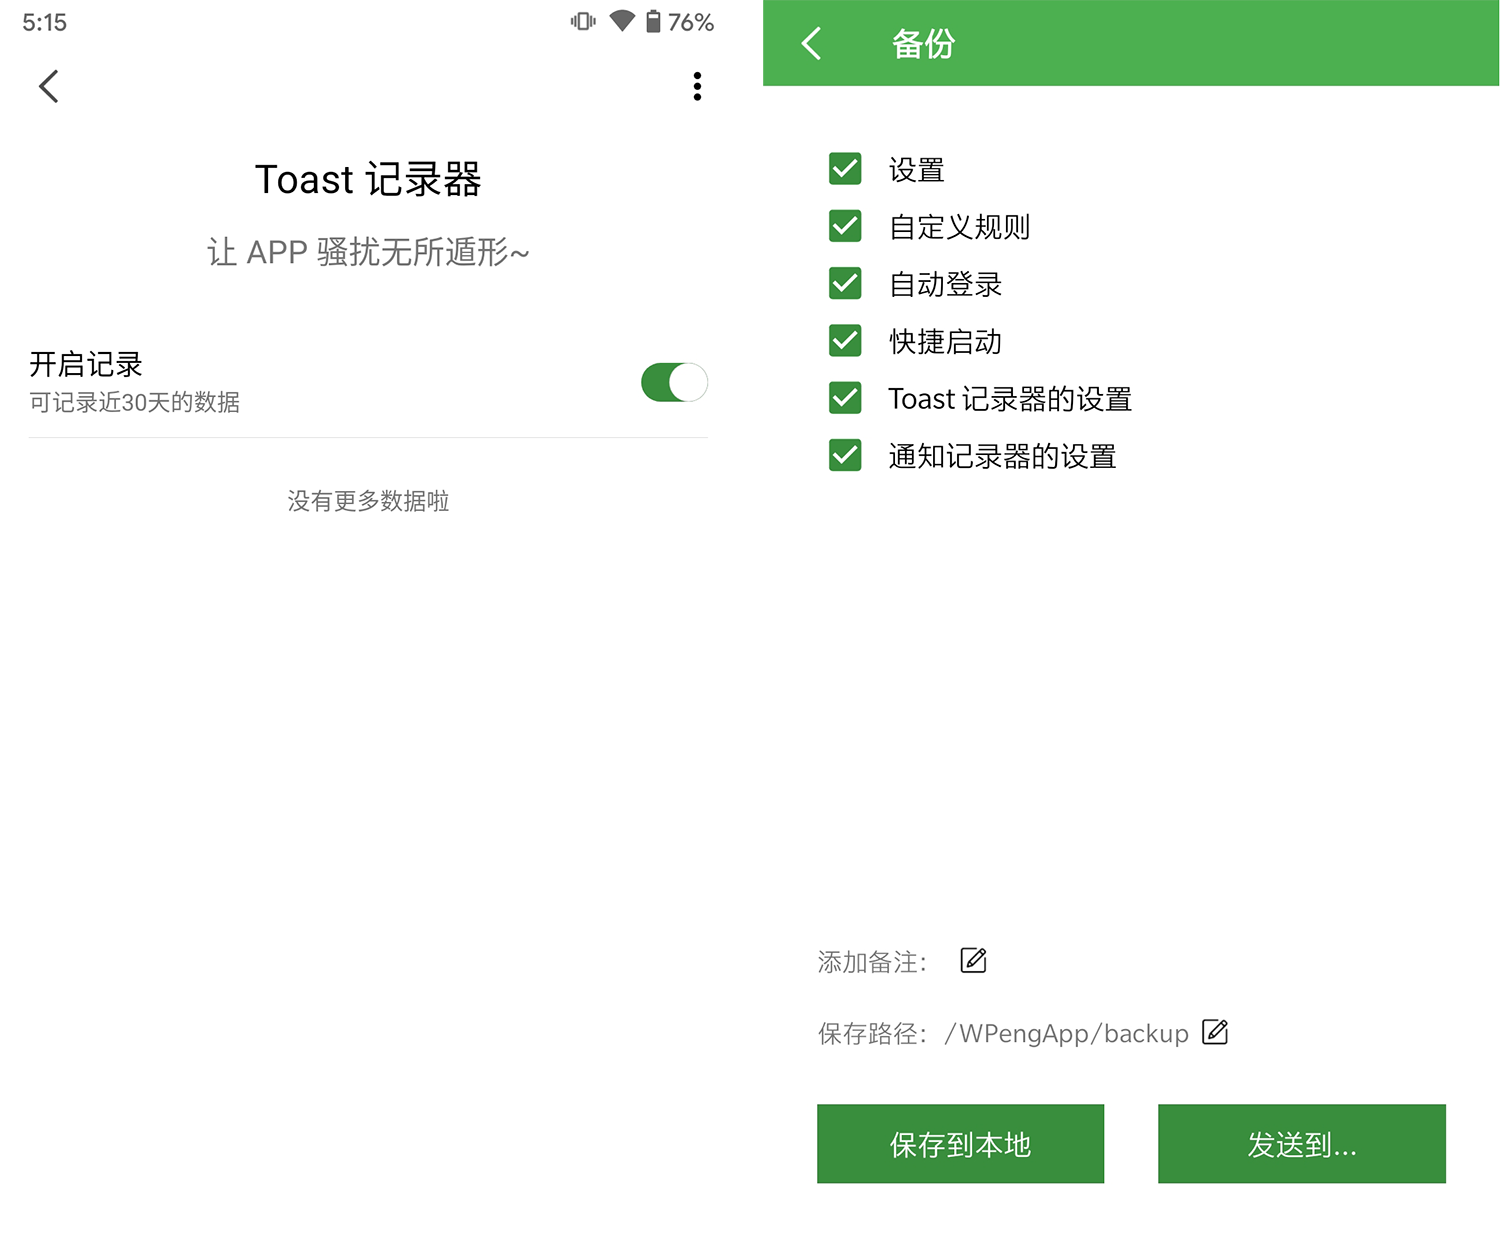 5:15
76%
Toast 记录器
让 APP 骚扰无所遁形~
开启记录
可记录近30天的数据
没有更多数据啦
备份
设置
自定义规则
自动登录
快捷启动
Toast 记录器的设置
通知记录器的设置
添加备注：
保存路径： /WPengApp/backup
保存到本地
发送到...